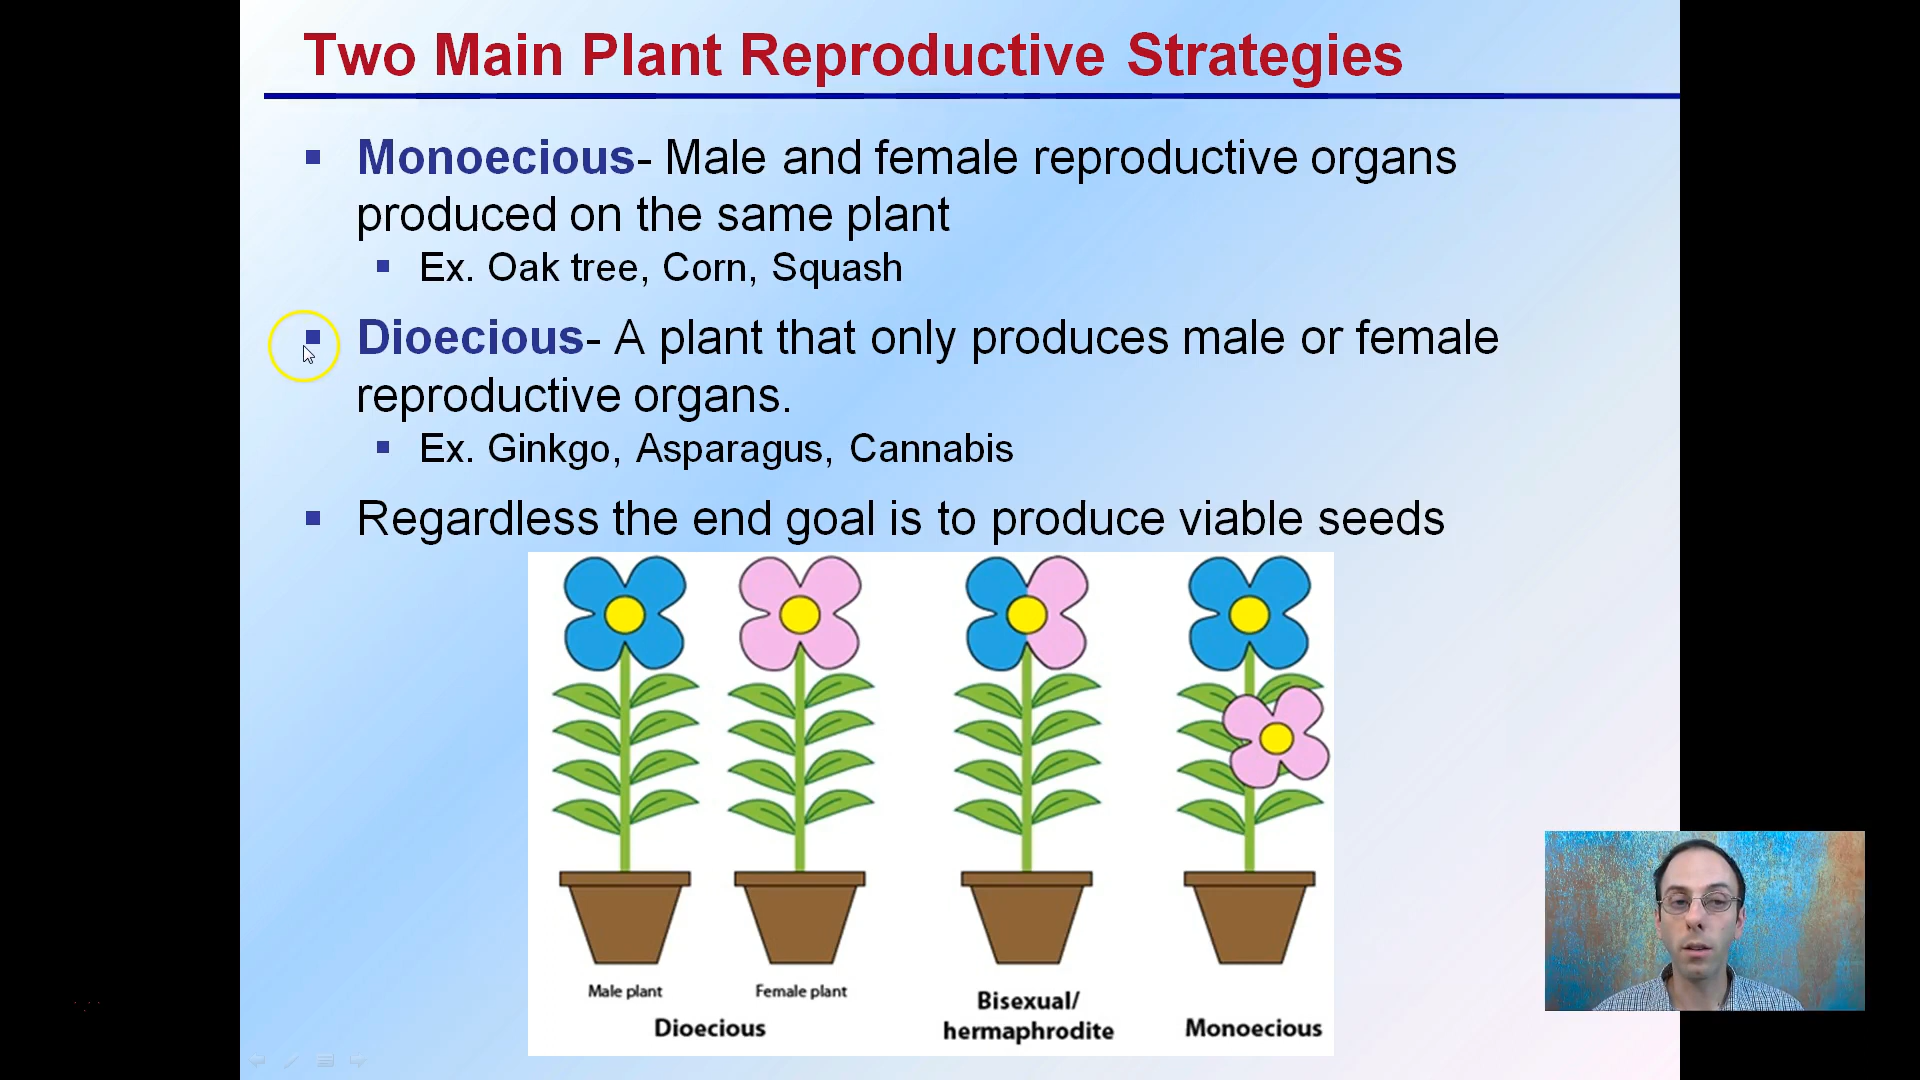 Two Main Plant Reproductive Strategies
Monoecious- Male and female reproductive organs
produced on the same plant
Ex. Oak tree, Corn, Squash
Dioecious- A plant that only produces male or female
reproductive organs.
Ex. Ginkgo, Asparagus, Cannabis
Regardless the end goal is to produce viable seeds
Male plant
Female plant
Dioecious
Bisexual/
hermaphrodite
Monoecious